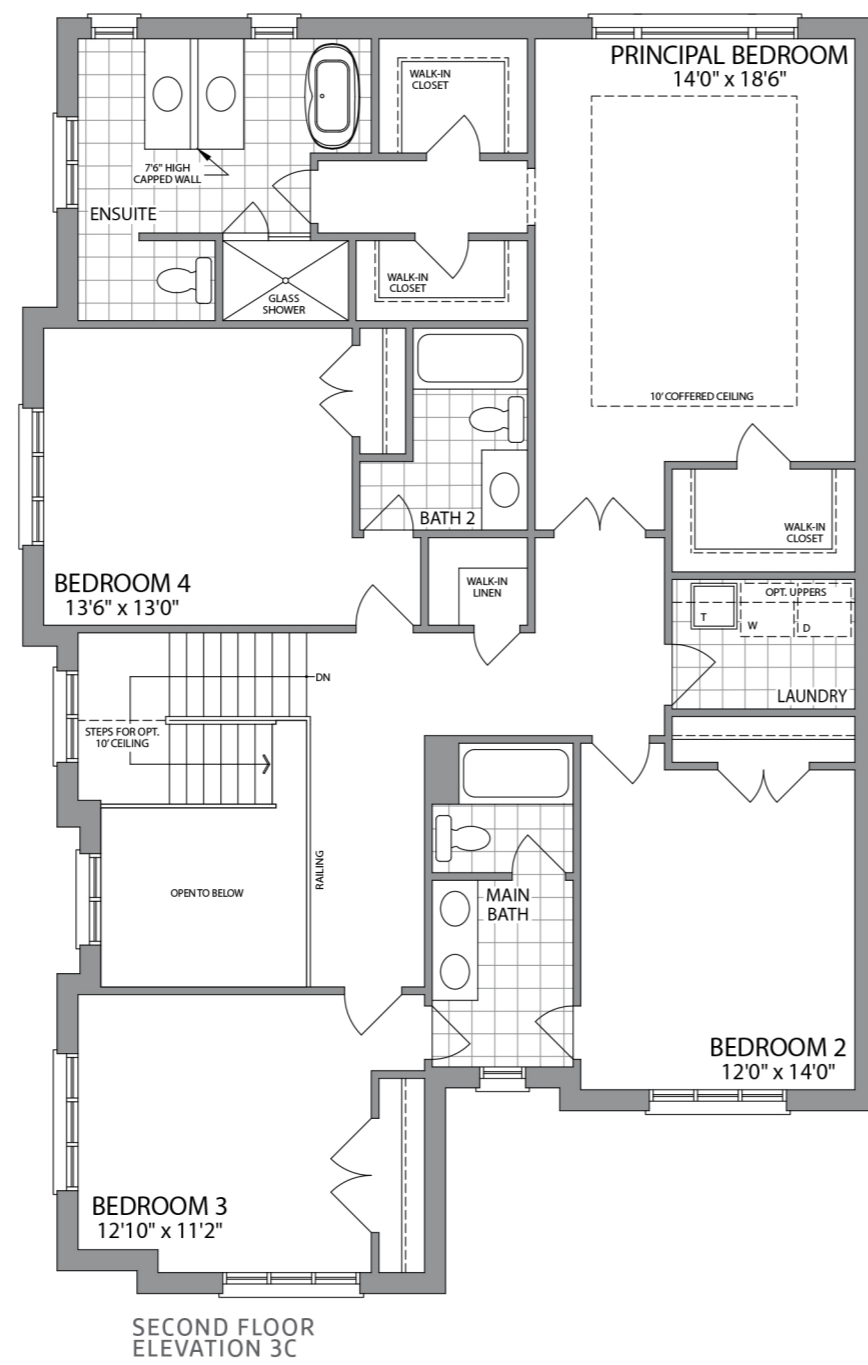 PRINCIPAL BEDROOM
14'0" x 18'6"
WALK-IN
CLOSET
7'6" HIGH
CAPPED WALL
ENSUITE
WALK-IN
CLOSET
GLASS
SHOWER
10' COFFERED CEILING
BATH 2
WALK-IN
CLOSET
BEDROOM 4
13'6" x 13'0"
WALK-IN
LINEN
OPT. UPPERS
T
W
D
LAUNDRY
DN
STEPS FOR OPT.
10' CEILING
RAILING
OPEN TO BELOW
MAIN
BATH
BEDROOM 2
12'0" x 14'0"
BEDROOM 3
12'10" x 11'2"
SECOND FLOOR
ELEVATION 3C